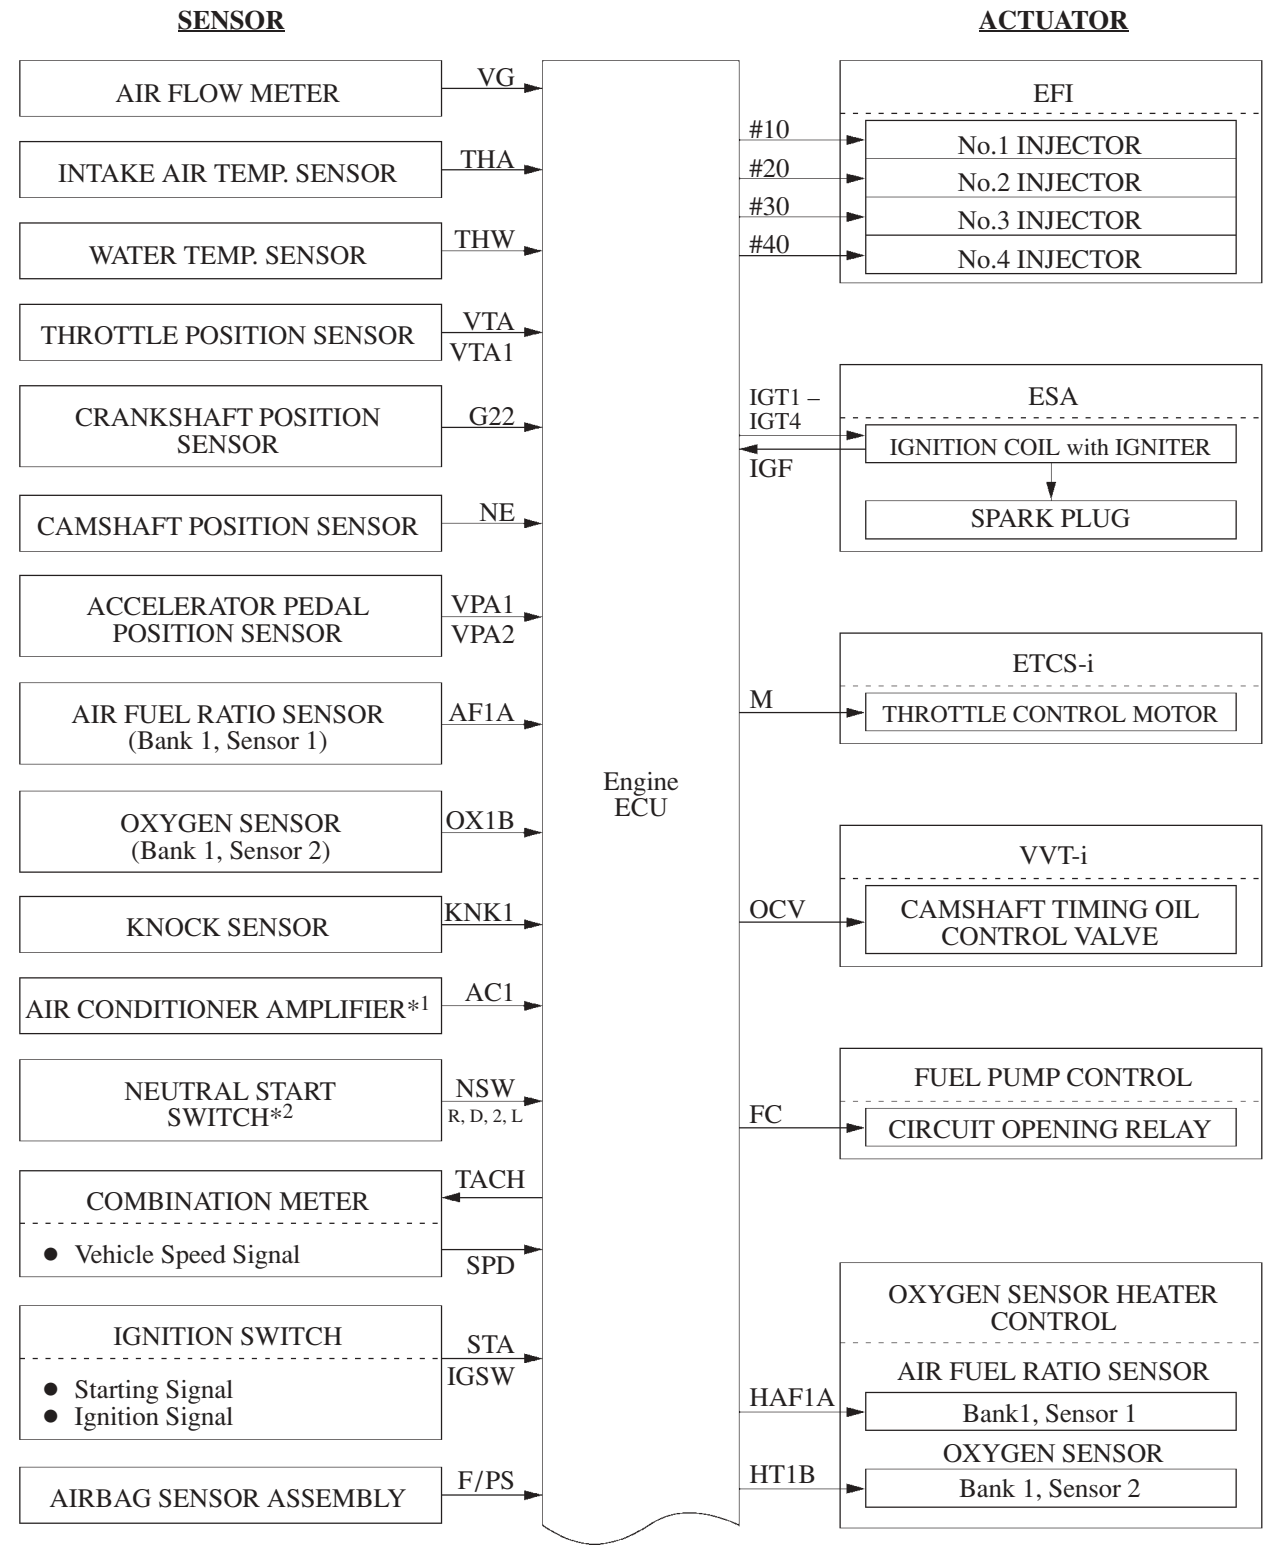 SENSOR
ACTUATOR
AIR FLOW METER
VG
INTAKE AIR TEMP. SENSOR
THA
WATER TEMP. SENSOR
THW
THROTTLE POSITION SENSOR
VTA
VTA1
CRANKSHAFT POSITION
SENSOR
G22
CAMSHAFT POSITION SENSOR
NE
ACCELERATOR PEDAL
POSITION SENSOR
VPA1
VPA2
AIR FUEL RATIO SENSOR
(Bank 1, Sensor 1)
AF1A
OXYGEN SENSOR
(Bank 1, Sensor 2)
OX1B
KNOCK SENSOR
KNK1
AIR CONDITIONER AMPLIFIER*1
AC1
NEUTRAL START
SWITCH*2
NSW
R, D, 2, L
COMBINATION METER
TACH
● Vehicle Speed Signal
SPD
IGNITION SWITCH
STA
IGSW
● Starting Signal
● Ignition Signal
AIRBAG SENSOR ASSEMBLY
F/PS
Engine
ECU
EFI
#10
No.1 INJECTOR
#20
No.2 INJECTOR
#30
No.3 INJECTOR
#40
No.4 INJECTOR
ESA
IGT1 –
IGT4
IGF
IGNITION COIL with IGNITER
SPARK PLUG
ETCS-i
M
THROTTLE CONTROL MOTOR
VVT-i
OCV
CAMSHAFT TIMING OIL
CONTROL VALVE
FUEL PUMP CONTROL
FC
CIRCUIT OPENING RELAY
OXYGEN SENSOR HEATER
CONTROL
AIR FUEL RATIO SENSOR
HAF1A
Bank1, Sensor 1
OXYGEN SENSOR
HT1B
Bank 1, Sensor 2